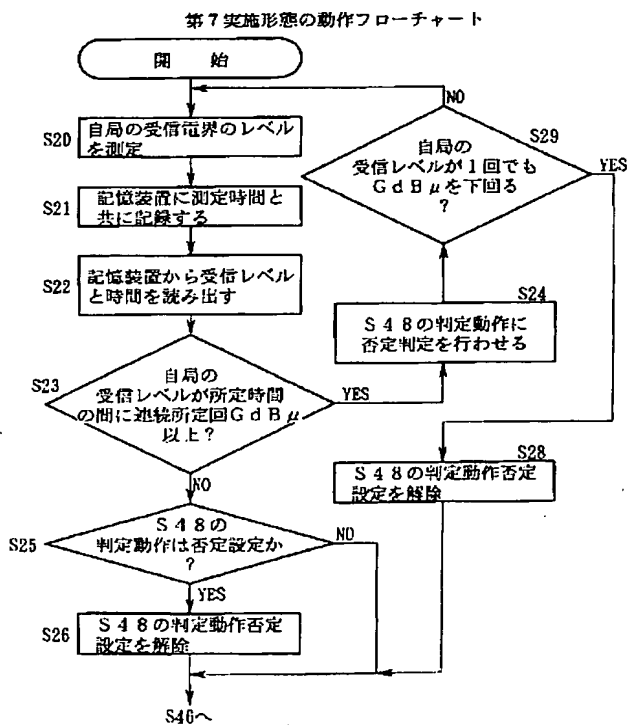 第7実施形態の動作フローチャート
開　始
S20
自局の受信電界のレベル
を測定
S21
記憶装置に測定時間と
共に記録する
S22
記憶装置から受信レベル
と時間を読み出す
S23
自局の
受信レベルが所定時間
の間に連続所定回GdBμ
以上？
YES
NO
S24
S48の判定動作に
否定判定を行わせる
S29
自局の
受信レベルが1回でも
GdBμを下回る
？
NO
YES
S28
S48の判定動作否定
設定を解除
S25
S48の
判定動作は否定設定か
？
NO
YES
S26
S48の判定動作否定
設定を解除
S46へ